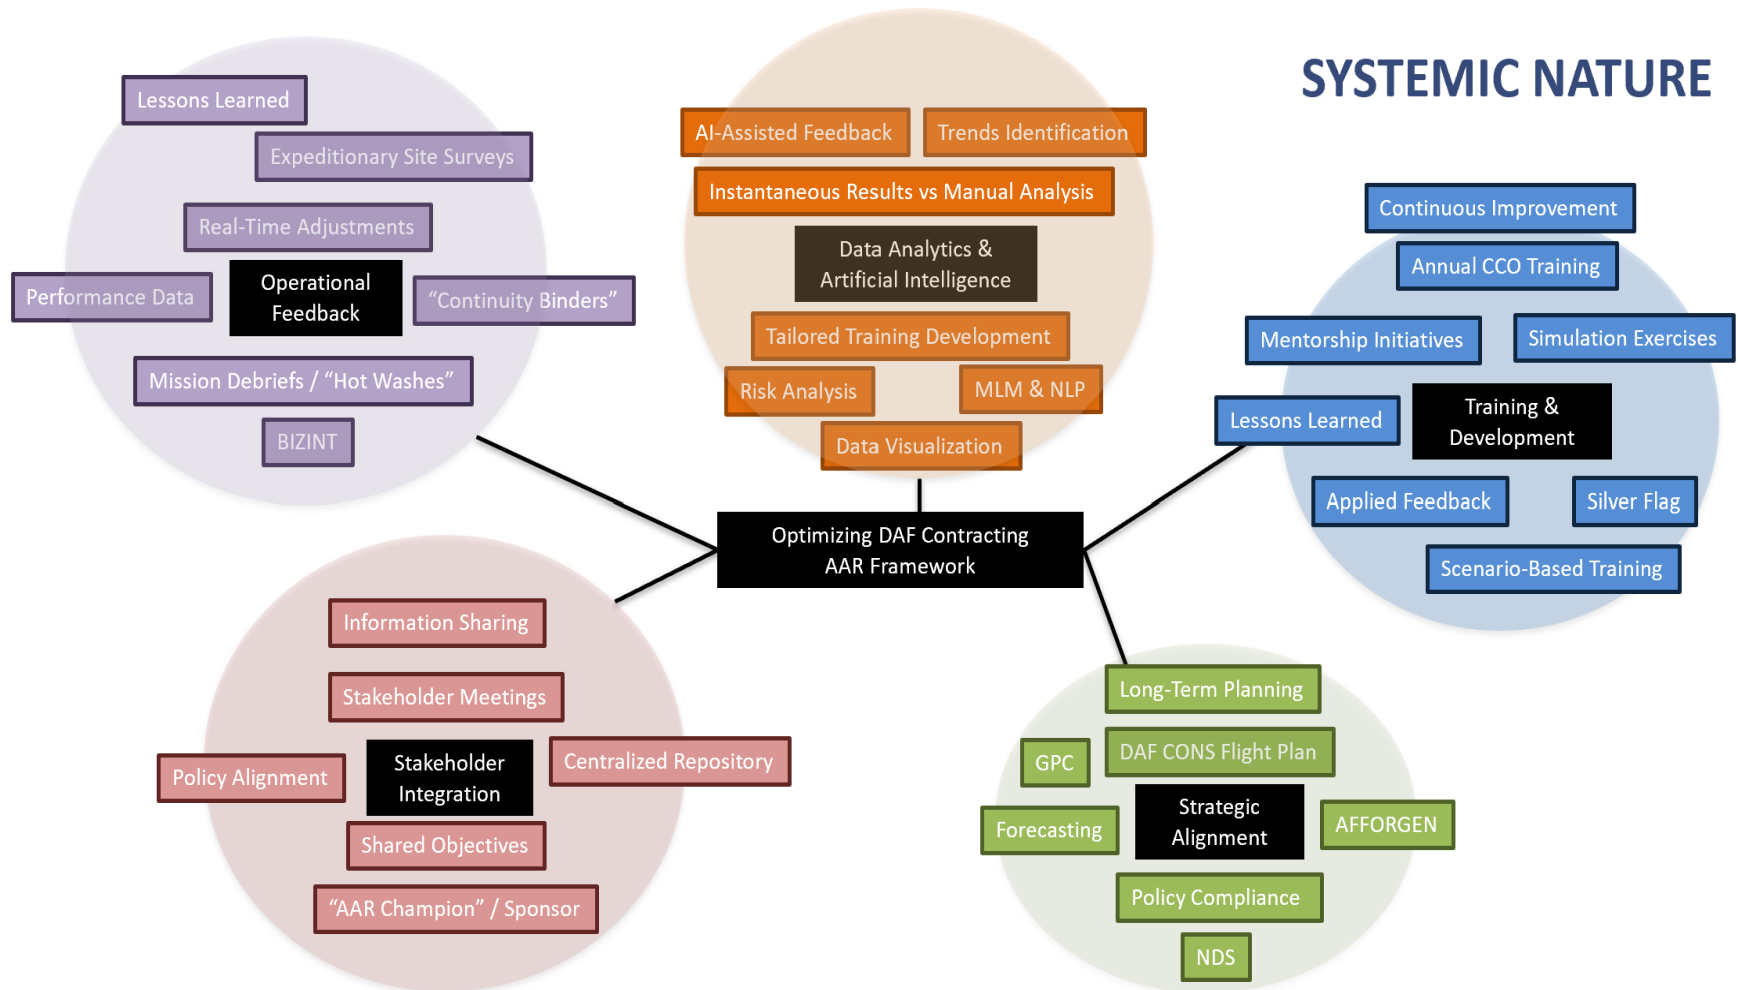 SYSTEMIC NATURE
Lessons Learned
Expeditionary Site Surveys
Real-Time Adjustments
Performance Data
Operational
Feedback
“Continuity Binders”
Mission Debriefs / “Hot Washes”
BIZINT
AI-Assisted Feedback
Trends Identification
Instantaneous Results vs Manual Analysis
Data Analytics &
Artificial Intelligence
Tailored Training Development
Risk Analysis
MLM & NLP
Data Visualization
Continuous Improvement
Annual CCO Training
Mentorship Initiatives
Simulation Exercises
Lessons Learned
Training &
Development
Applied Feedback
Silver Flag
Scenario-Based Training
Optimizing DAF Contracting
AAR Framework
Information Sharing
Stakeholder Meetings
Policy Alignment
Stakeholder
Integration
Centralized Repository
Shared Objectives
“AAR Champion” / Sponsor
Long-Term Planning
DAF CONS Flight Plan
GPC
Forecasting
Strategic
Alignment
AFFORGEN
Policy Compliance
NDS